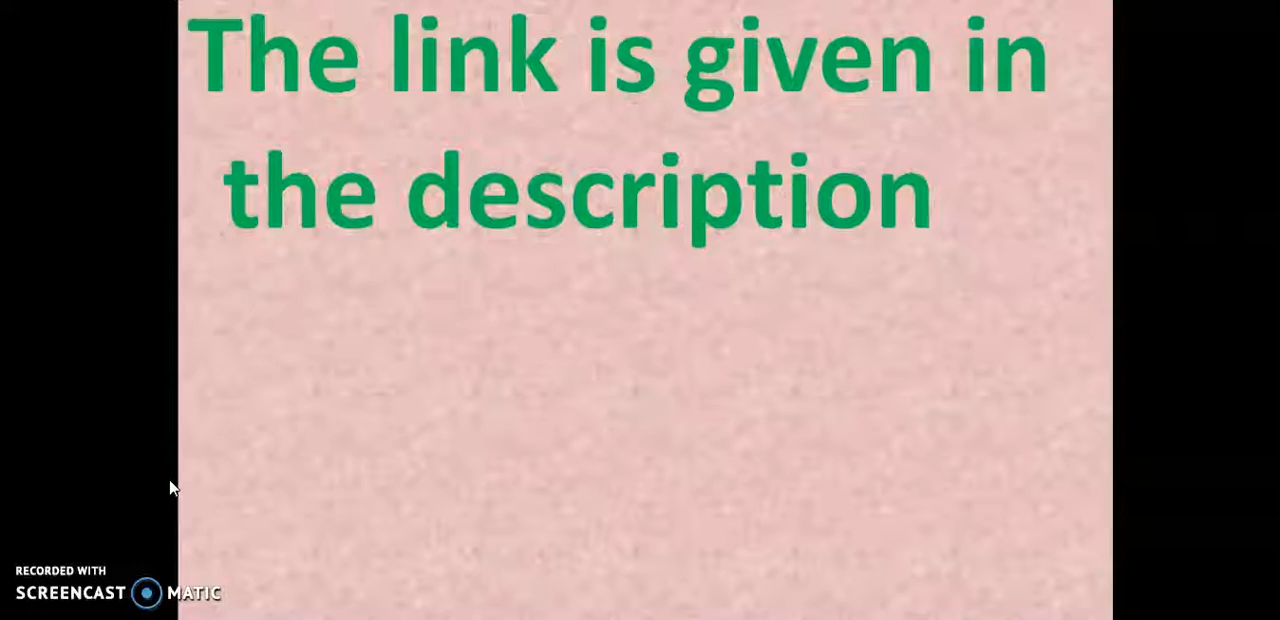 The link is given in
the description
RECORDED WITH
SCREENCAST MATIC